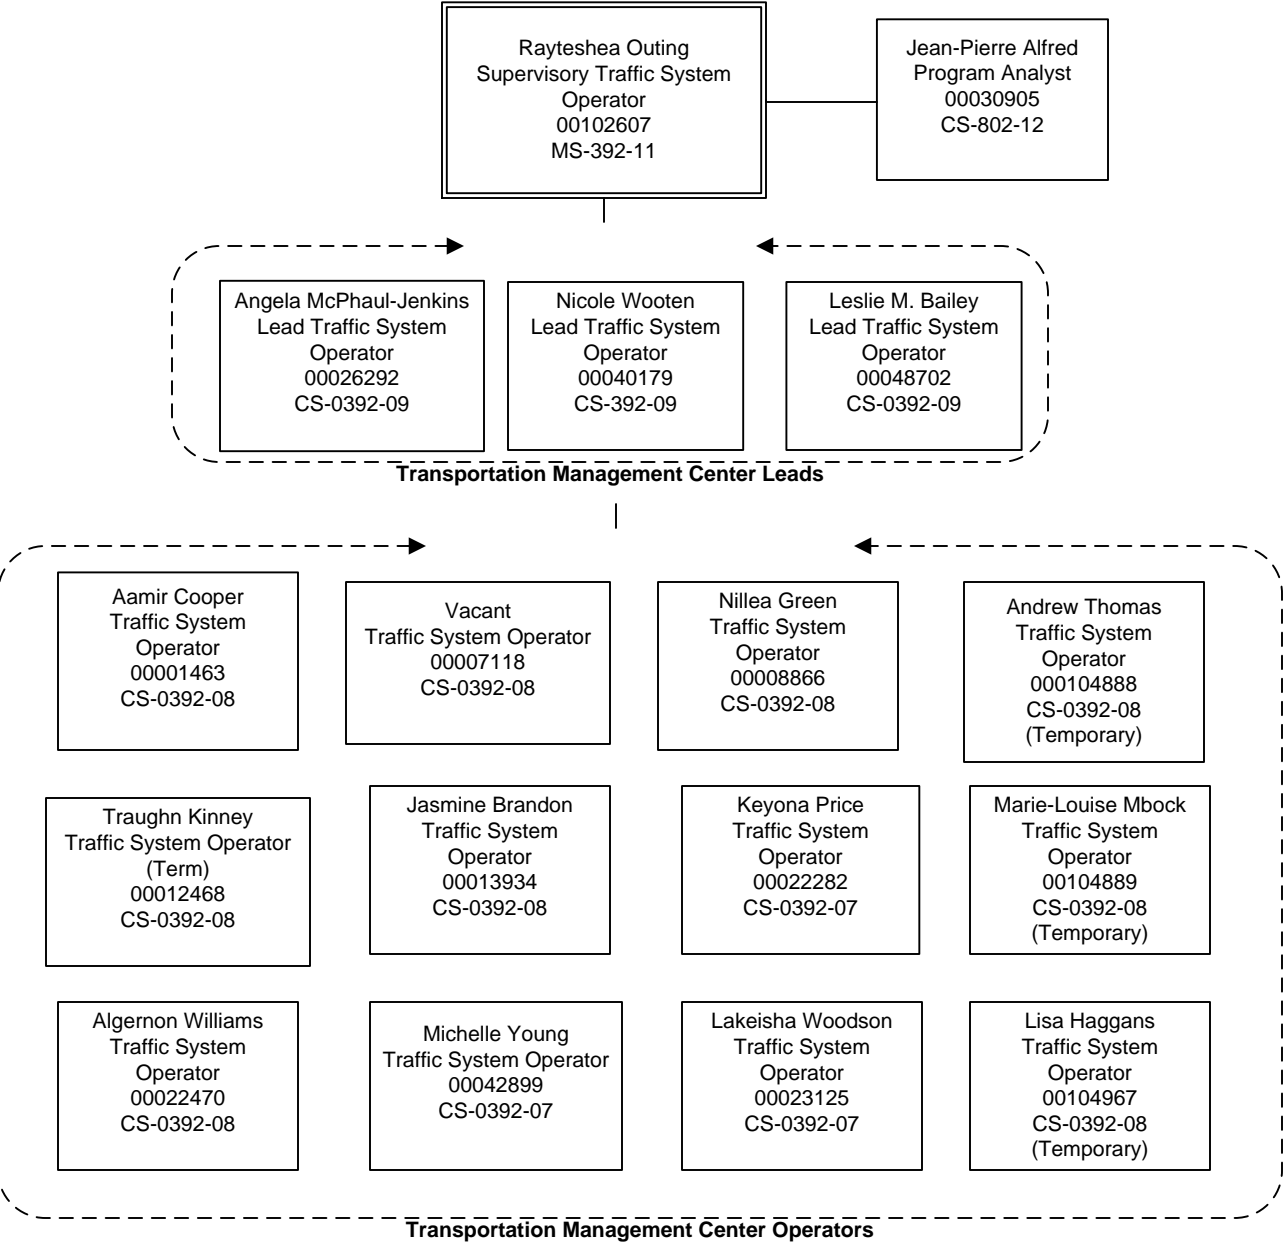 Rayteshea Outing
Supervisory Traffic System
Operator
00102607
MS-392-11
Jean-Pierre Alfred
Program Analyst
00030905
CS-802-12
Angela McPhaul-Jenkins
Lead Traffic System
Operator
00026292
CS-0392-09
Nicole Wooten
Lead Traffic System
Operator
00040179
CS-392-09
Leslie M. Bailey
Lead Traffic System
Operator
00048702
CS-0392-09
Transportation Management Center Leads
Aamir Cooper
Traffic System
Operator
00001463
CS-0392-08
Vacant
Traffic System Operator
00007118
CS-0392-08
Nillea Green
Traffic System
Operator
00008866
CS-0392-08
Andrew Thomas
Traffic System
Operator
000104888
CS-0392-08
(Temporary)
Traughn Kinney
Traffic System Operator
(Term)
00012468
CS-0392-08
Jasmine Brandon
Traffic System
Operator
00013934
CS-0392-08
Keyona Price
Traffic System
Operator
00022282
CS-0392-07
Marie-Louise Mbock
Traffic System
Operator
00104889
CS-0392-08
(Temporary)
Algernon Williams
Traffic System
Operator
00022470
CS-0392-08
Michelle Young
Traffic System Operator
00042899
CS-0392-07
Lakeisha Woodson
Traffic System
Operator
00023125
CS-0392-07
Lisa Haggans
Traffic System
Operator
00104967
CS-0392-08
(Temporary)
Transportation Management Center Operators